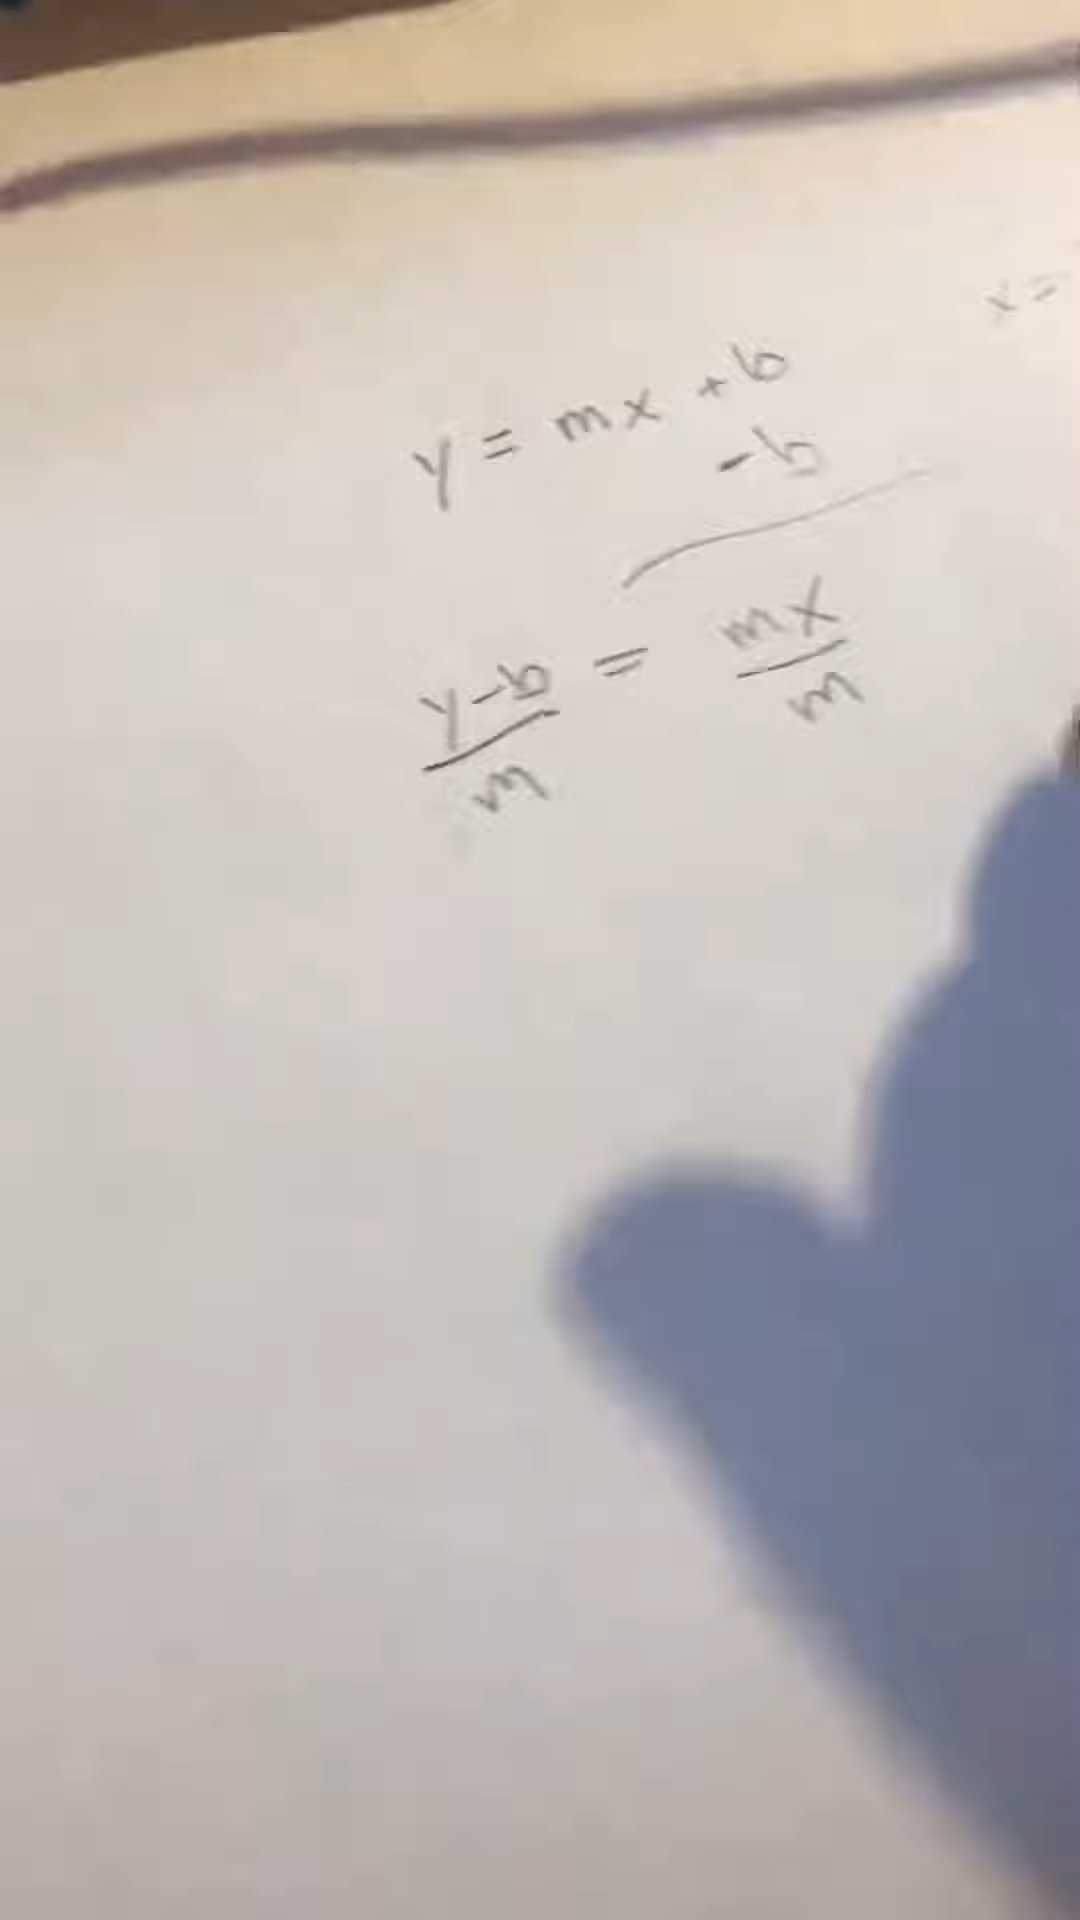 x =
y = mx + b
- b
y-b = mx
m m